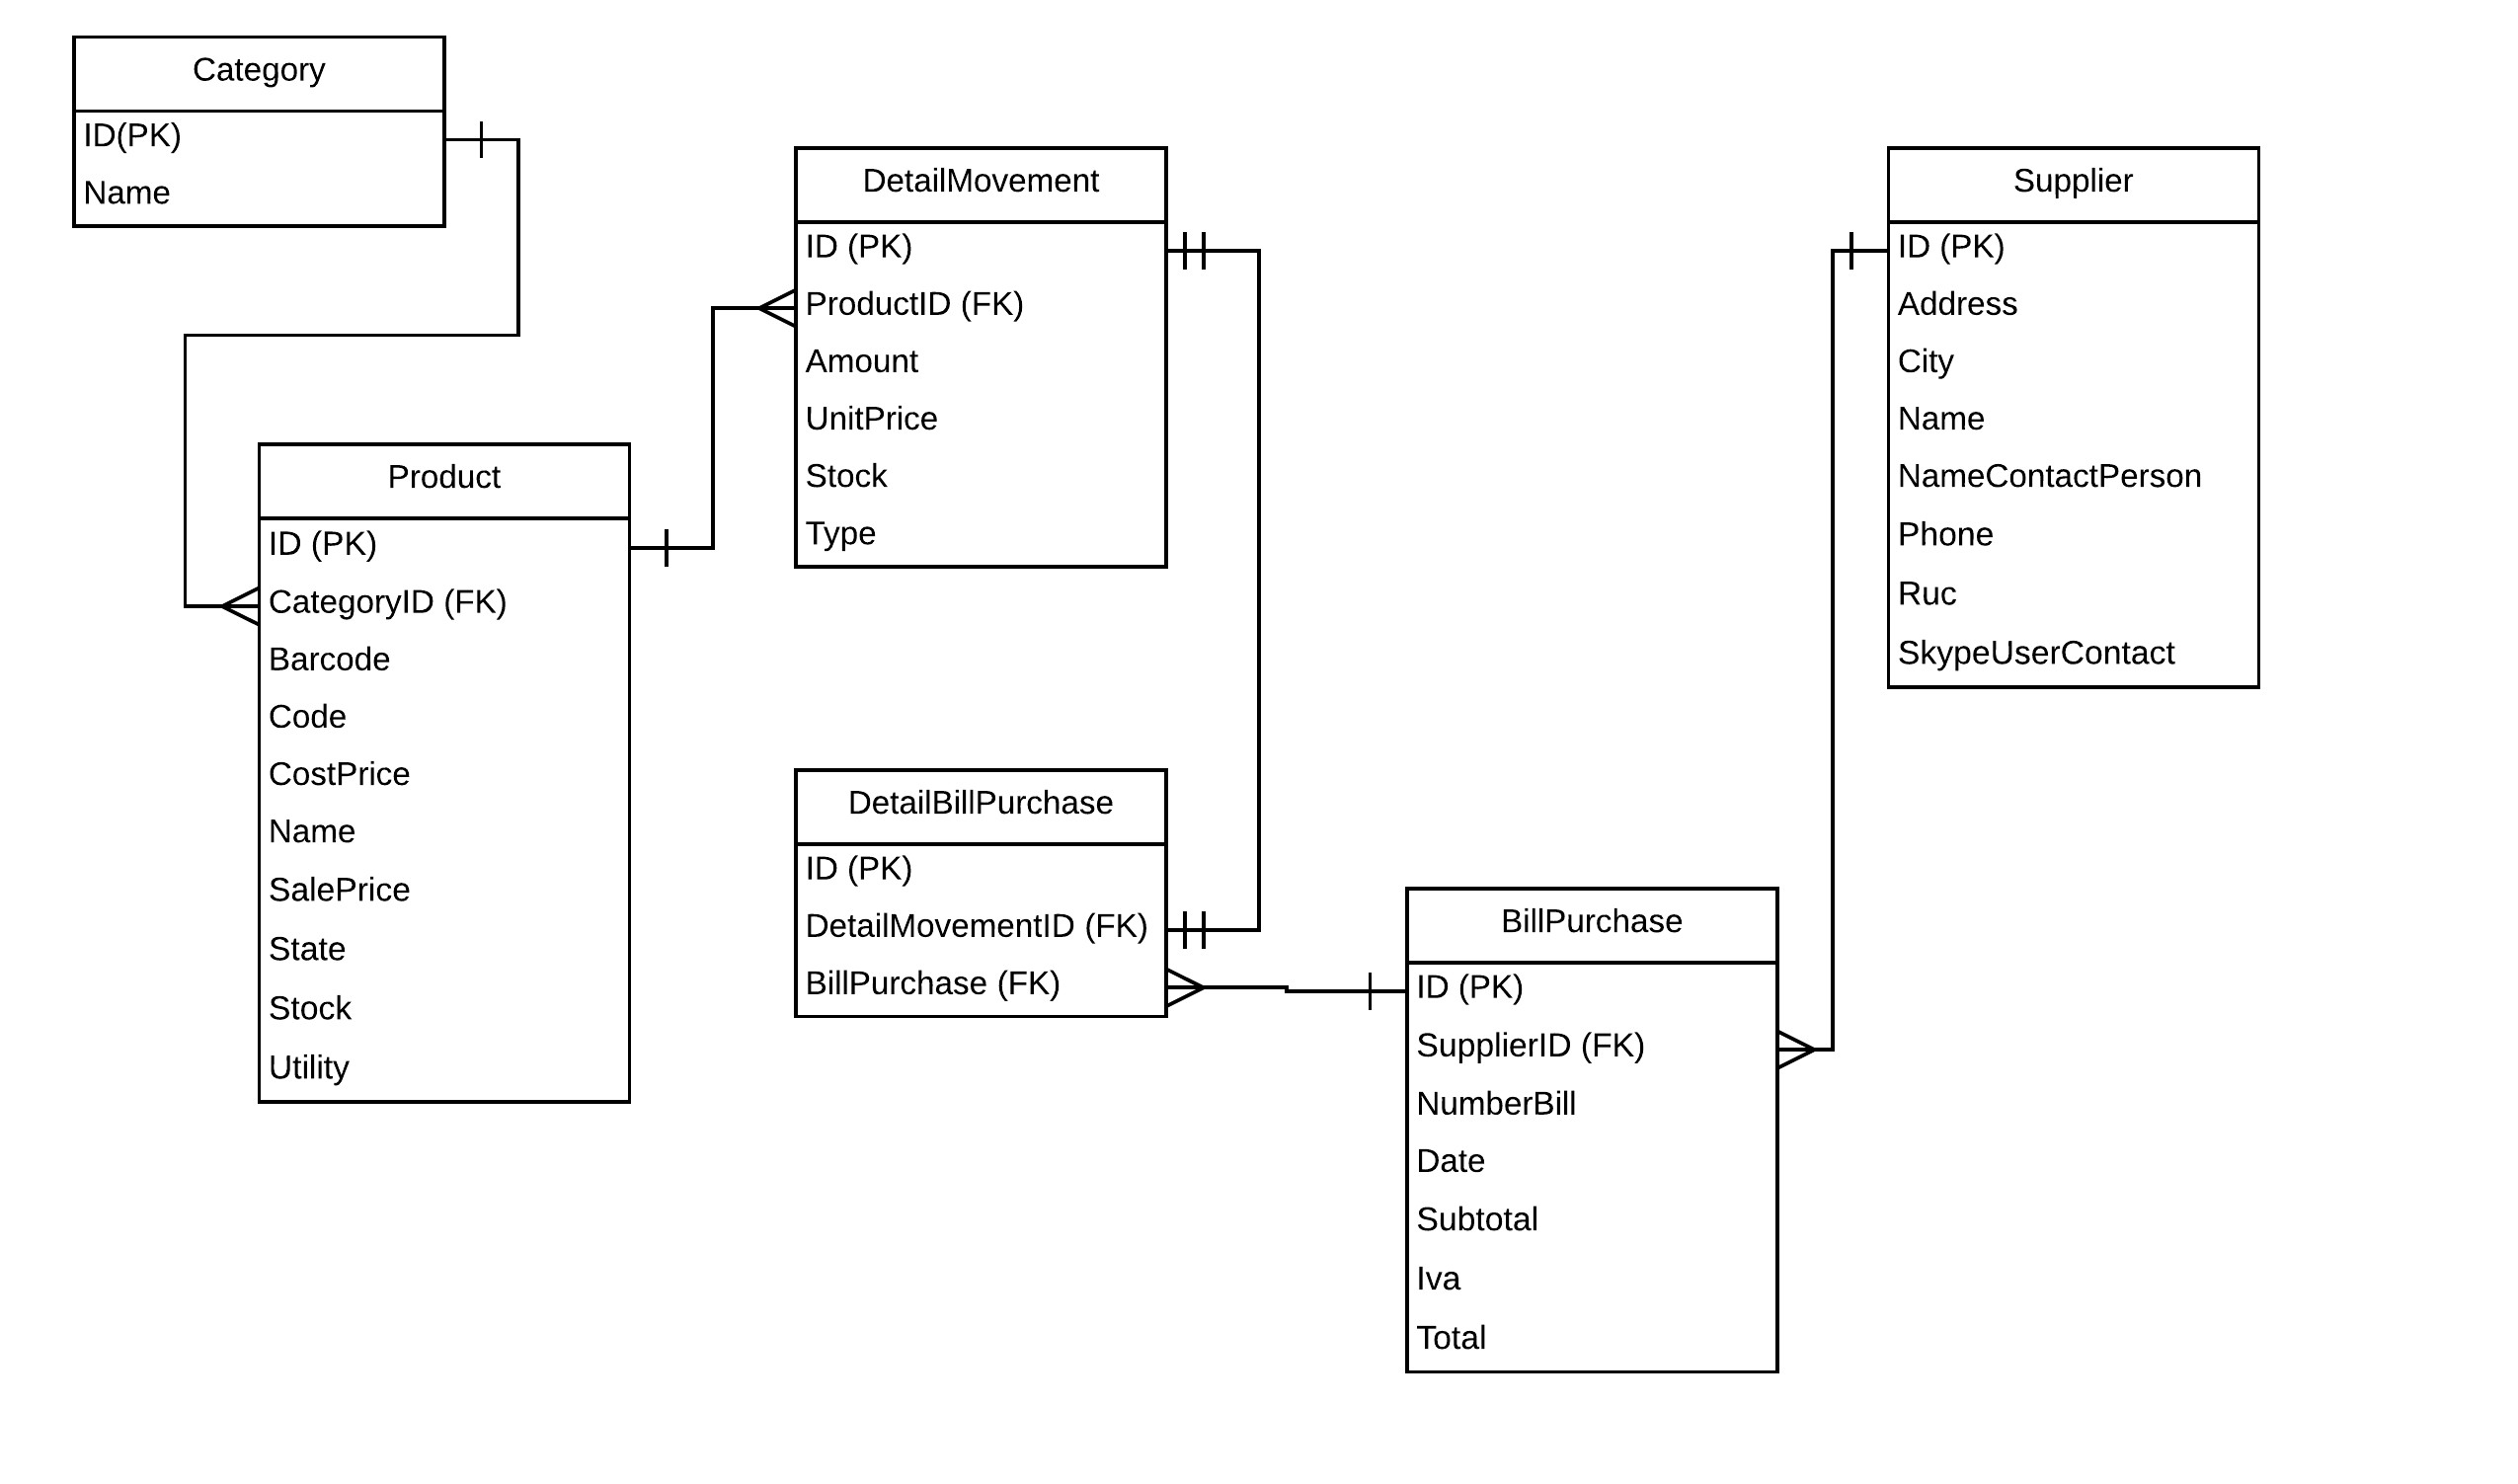 Category
ID(PK)
Name
Product
ID (PK)
CategoryID (FK)
Barcode
Code
CostPrice
Name
SalePrice
State
Stock
Utility
DetailMovement
ID (PK)
ProductID (FK)
Amount
UnitPrice
Stock
Type
DetailBillPurchase
ID (PK)
DetailMovementID (FK)
BillPurchase (FK)
BillPurchase
ID (PK)
SupplierID (FK)
NumberBill
Date
Subtotal
Iva
Total
Supplier
ID (PK)
Address
City
Name
NameContactPerson
Phone
Ruc
SkypeUserContact